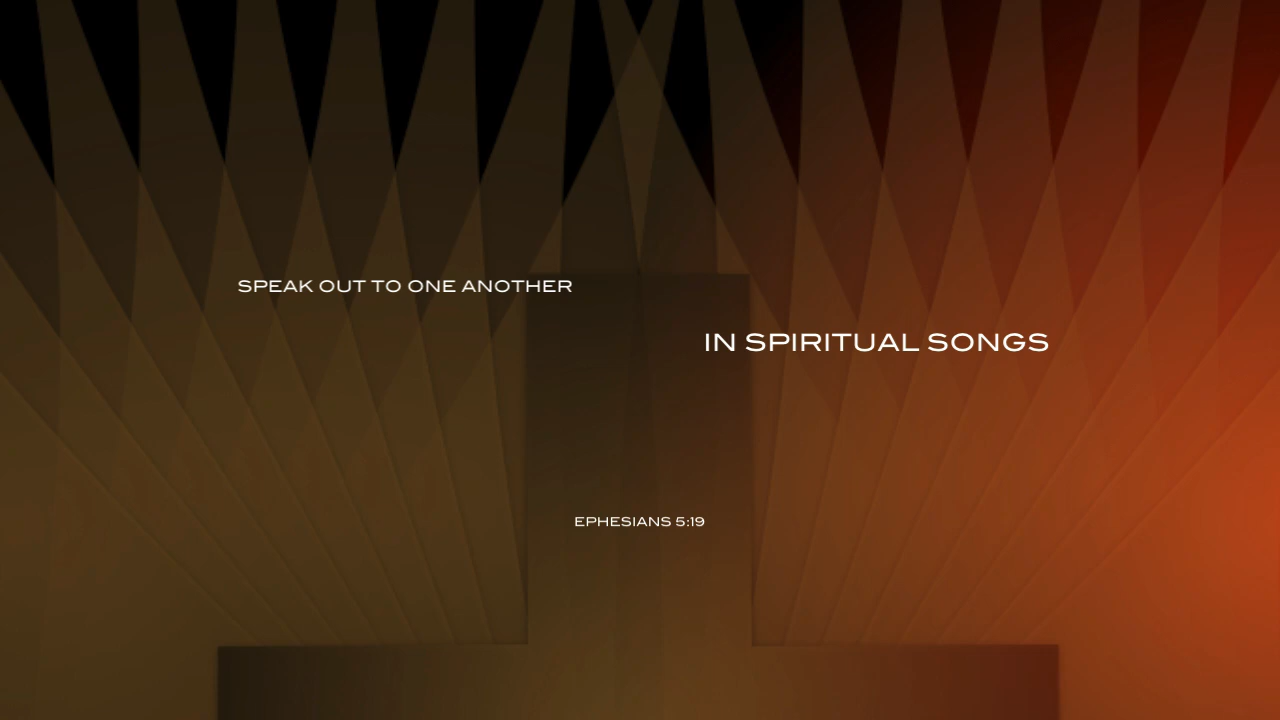 SPEAK OUT TO ONE ANOTHER
IN SPIRITUAL SONGS
EPHESIANS 5:19